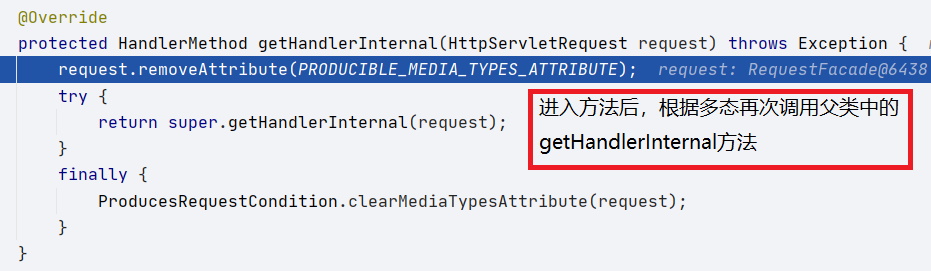 @Override
protected HandlerMethod getHandlerInternal(HttpServletRequest request) throws Exception {
request.removeAttribute(PRODUCIBLE_MEDIA_TYPES_ATTRIBUTE); request: RequestFacade@6438
try {
return super.getHandlerInternal(request);
}
finally {
ProducesRequestCondition.clearMediaTypesAttribute(request);
}
}
进入方法后，根据多态再次调用父类中的
getHandlerInternal方法